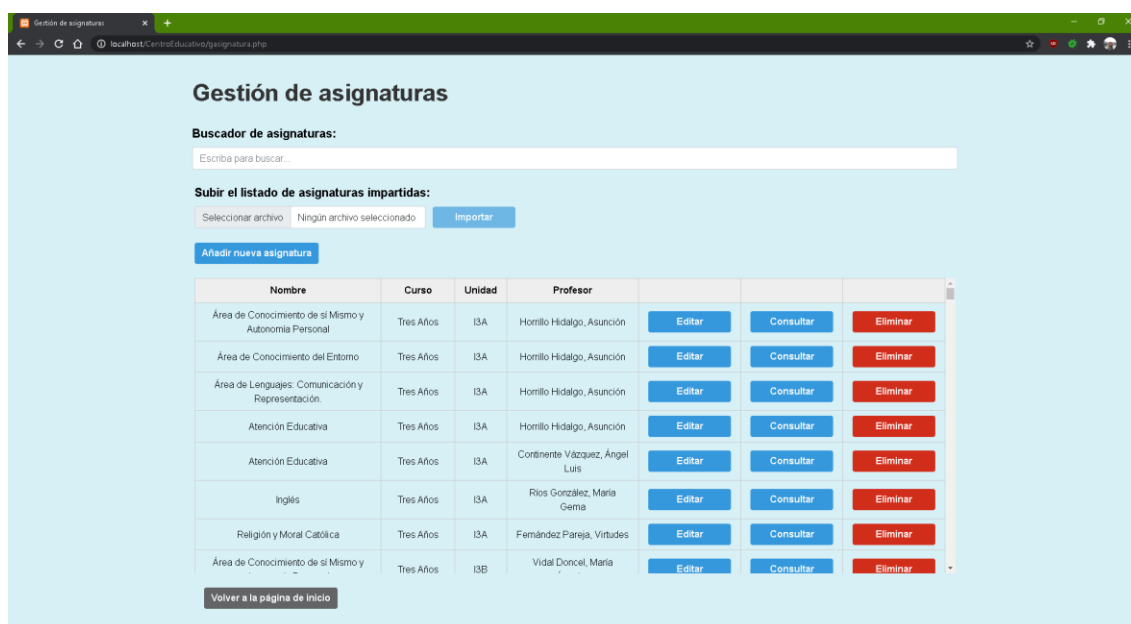 Gestión de asignaturas
localhost/CentroEducativo/gasignatura.php
Gestión de asignaturas
Buscador de asignaturas:
Escriba para buscar...
Subir el listado de asignaturas impartidas:
Seleccionar archivo Ningún archivo seleccionado Importar
Añadir nueva asignatura
Nombre Curso Unidad Profesor
Área de Conocimiento de sí Mismo y
Autonomía Personal Tres Años I3A Horrillo Hidalgo, Asunción Editar Consultar Eliminar
Área de Conocimiento del Entorno Tres Años I3A Horrillo Hidalgo, Asunción Editar Consultar Eliminar
Área de Lenguajes: Comunicación y
Representación. Tres Años I3A Horrillo Hidalgo, Asunción Editar Consultar Eliminar
Atención Educativa Tres Años I3A Horrillo Hidalgo, Asunción Editar Consultar Eliminar
Atención Educativa Tres Años I3A Continente Vázquez, Ángel
Luis Editar Consultar Eliminar
Inglés Tres Años I3A Ríos González, María
Gema Editar Consultar Eliminar
Religión y Moral Católica Tres Años I3A Fernández Pareja, Virtudes Editar Consultar Eliminar
Área de Conocimiento de sí Mismo y Tres Años I3B Vidal Doncel, María Editar Consultar Eliminar
Volver a la página de inicio